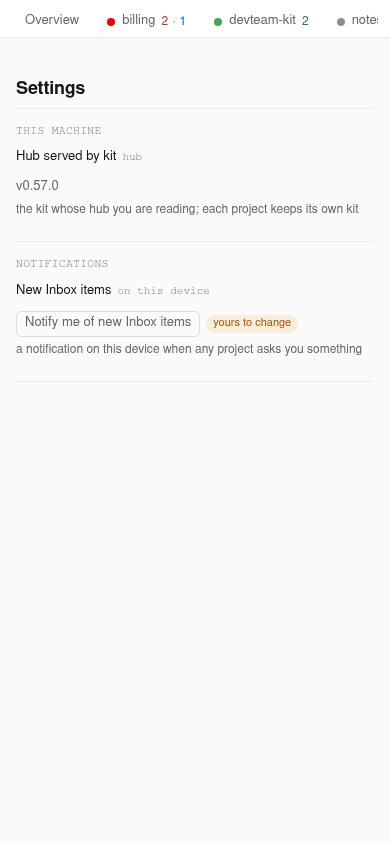 Overview billing 2 · 1 devteam-kit 2 notes
Settings
THIS MACHINE
Hub served by kit hub
v0.57.0
the kit whose hub you are reading; each project keeps its own kit
NOTIFICATIONS
New Inbox items on this device
Notify me of new Inbox items yours to change
a notification on this device when any project asks you something